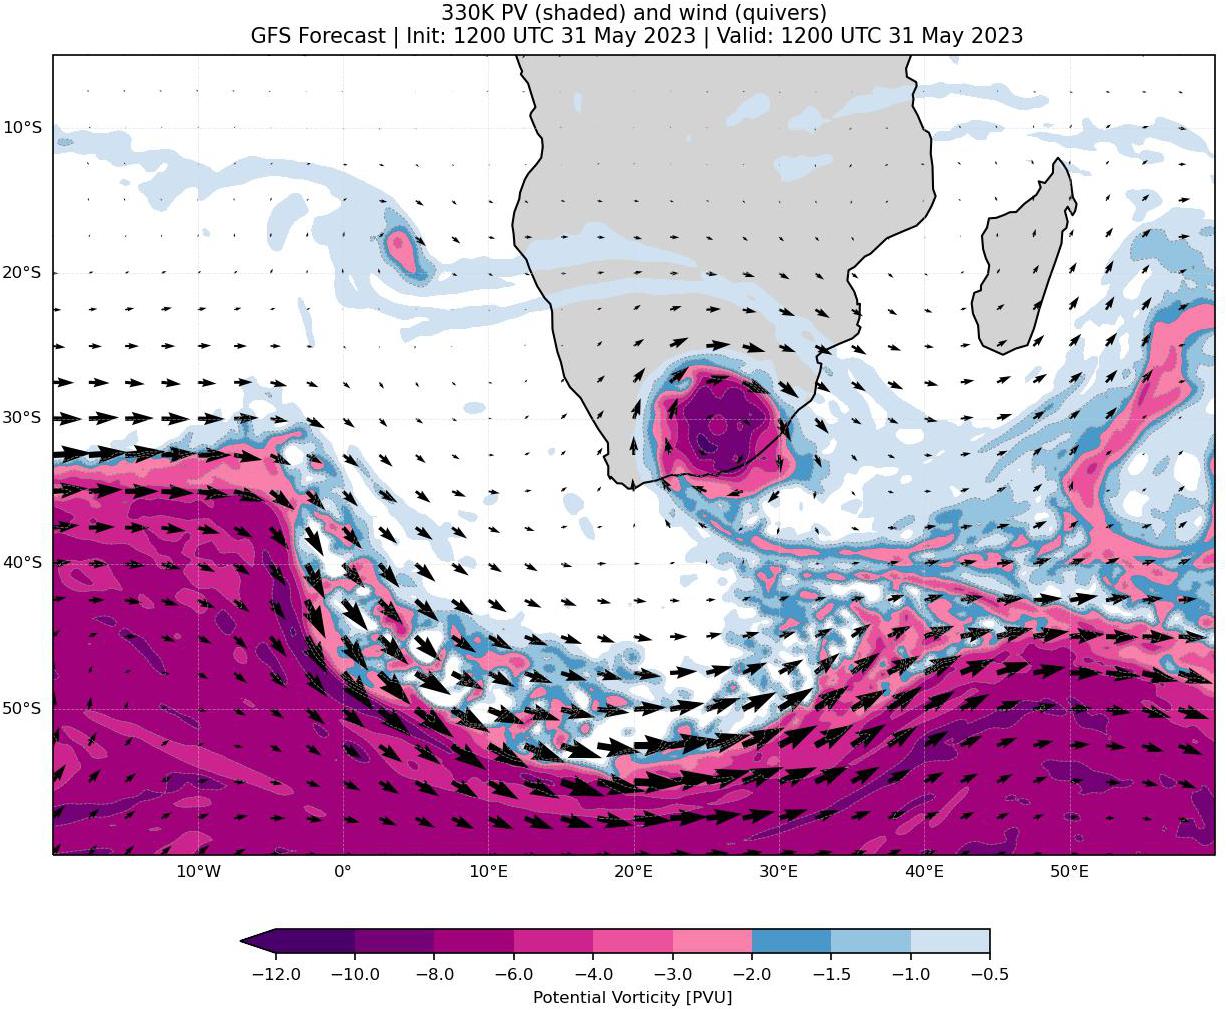 330K PV (shaded) and wind (quivers)
GFS Forecast | Init: 1200 UTC 31 May 2023 | Valid: 1200 UTC 31 May 2023
10°S
20°S
30°S
40°S
50°S
10°W 0° 10°E 20°E 30°E 40°E 50°E
−12.0 −10.0 −8.0 −6.0 −4.0 −3.0 −2.0 −1.5 −1.0 −0.5
Potential Vorticity [PVU]